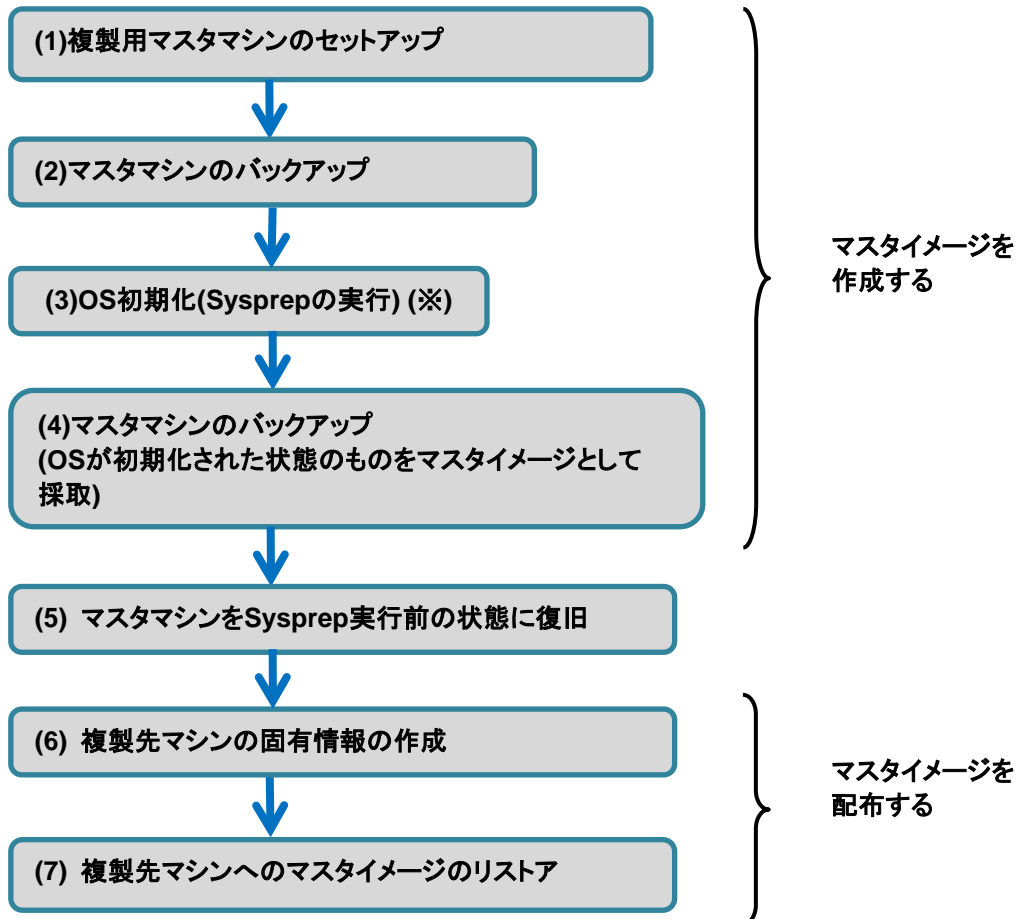 (1)複製用マスタマシンのセットアップ
(2)マスタマシンのバックアップ
(3)OS初期化(Sysprepの実行) (※)
(4)マスタマシンのバックアップ
(OSが初期化された状態のものをマスタイメージとして
採取)
マスタイメージを
作成する
(5) マスタマシンをSysprep実行前の状態に復旧
(6) 複製先マシンの固有情報の作成
(7) 複製先マシンへのマスタイメージのリストア
マスタイメージを
配布する